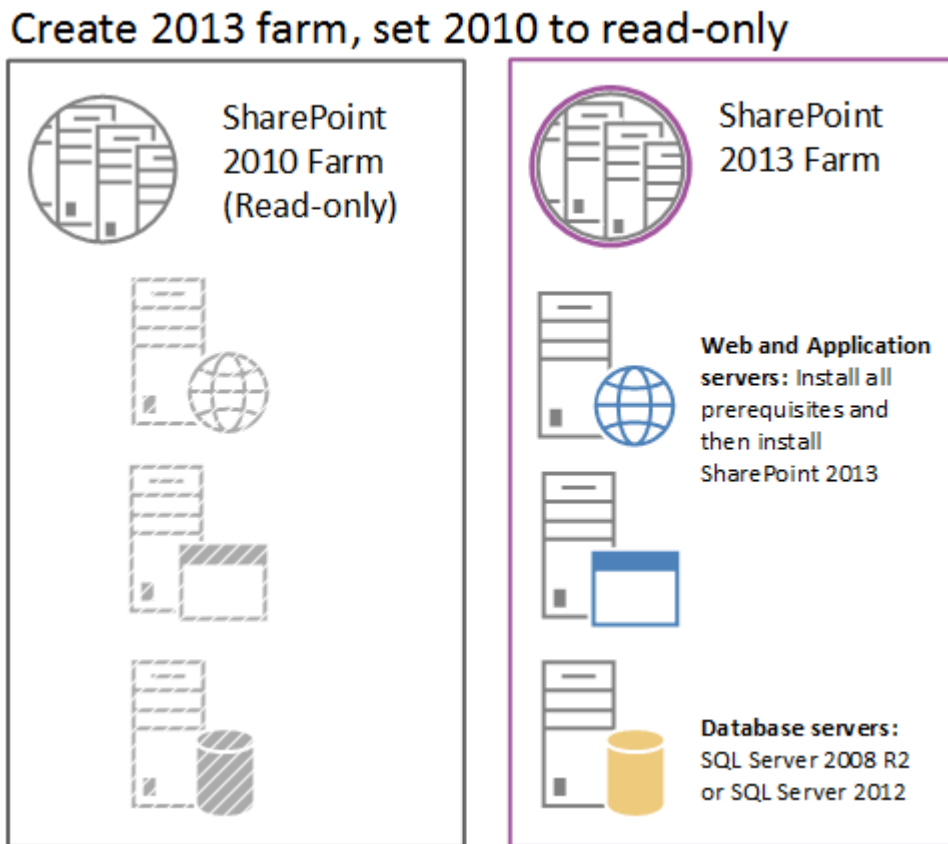 Create 2013 farm, set 2010 to read-only
SharePoint
2010 Farm
(Read-only)
SharePoint
2013 Farm
Web and Application
servers: Install all
prerequisites and
then install
SharePoint 2013
Database servers:
SQL Server 2008 R2
or SQL Server 2012